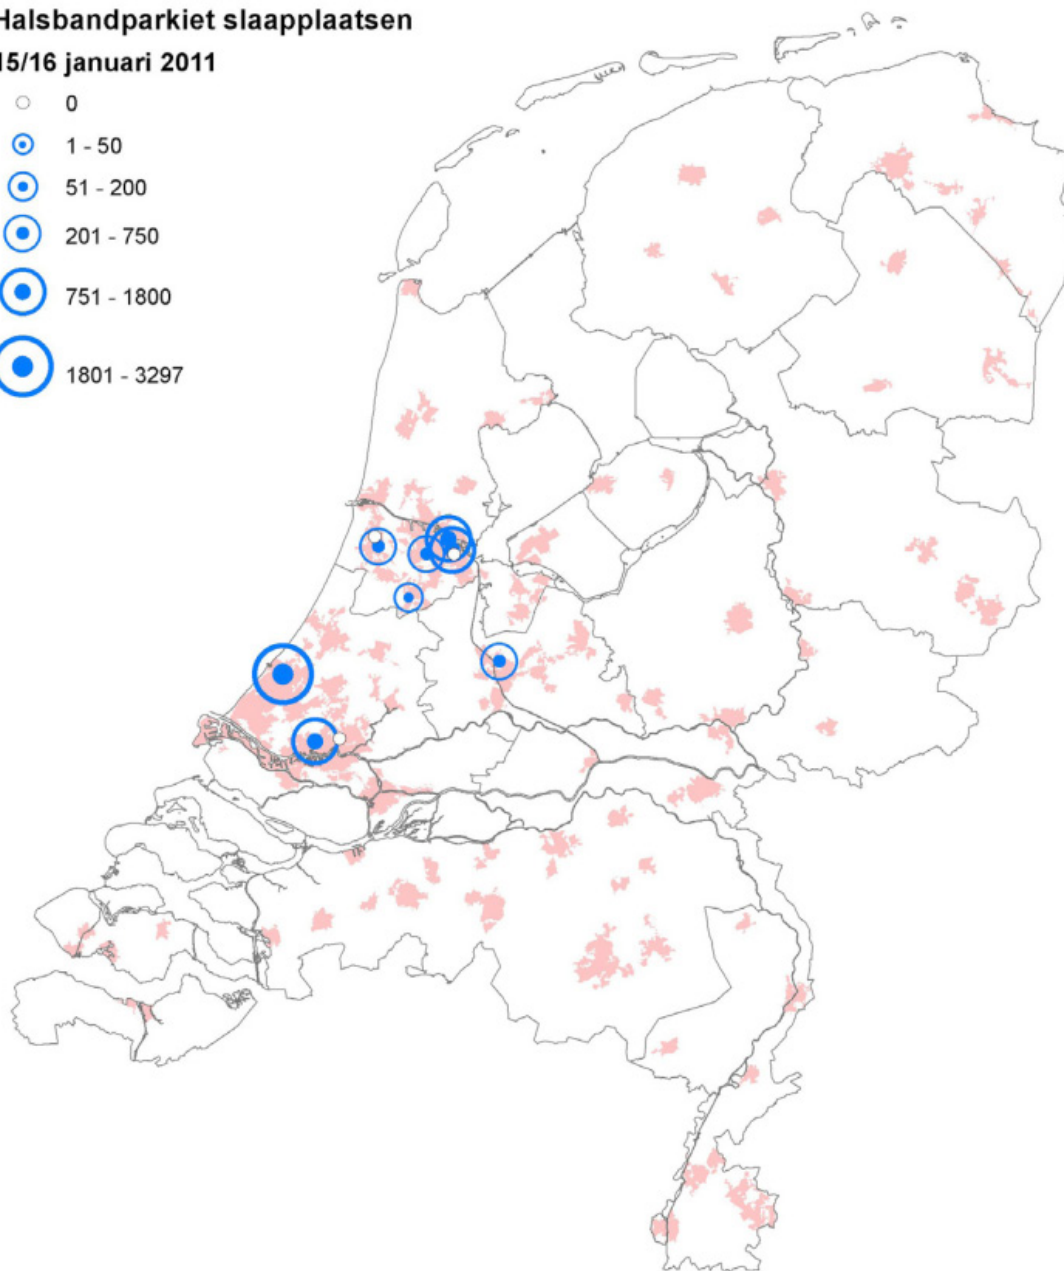 Halsbandparkiet slaapplaatsen
15/16 januari 2011
0
1 - 50
51 - 200
201 - 750
751 - 1800
1801 - 3297